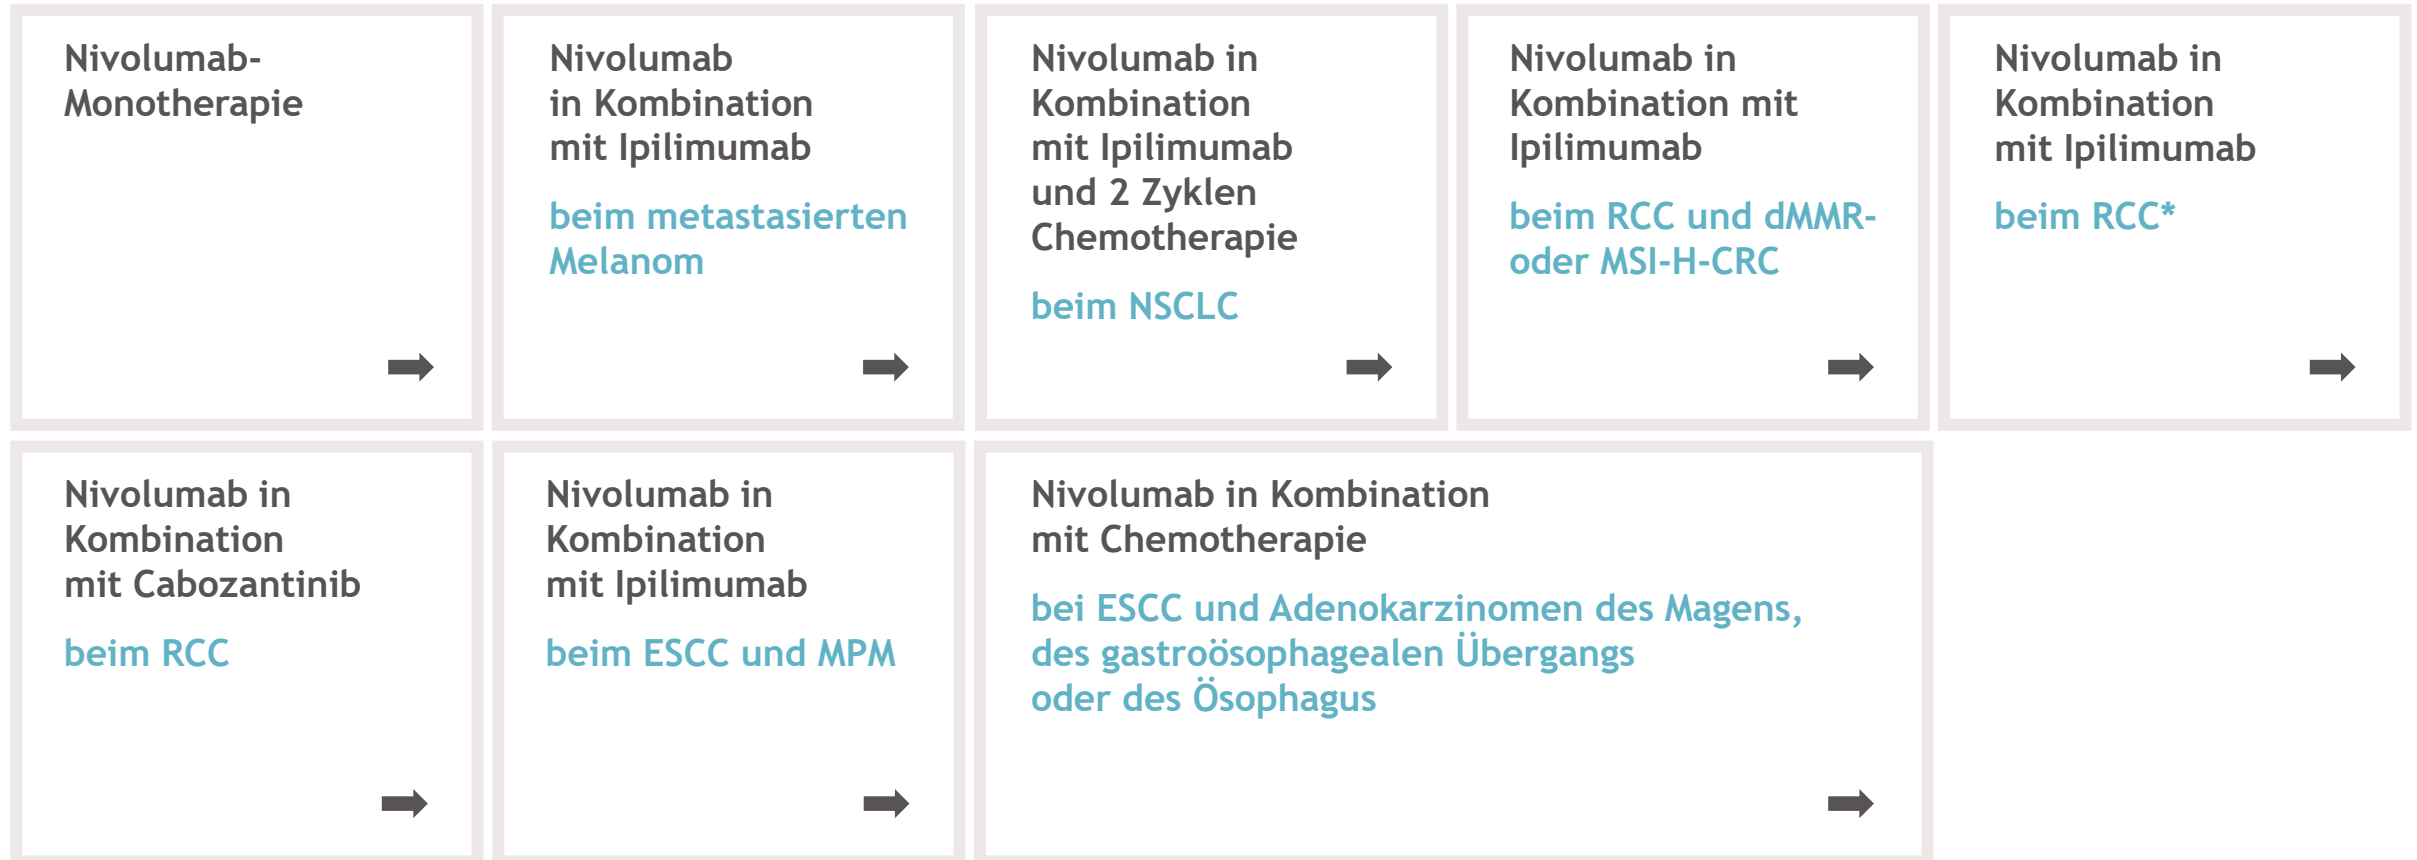 Nivolumab-
Monotherapie
Nivolumab
in Kombination
mit Ipilimumab
beim metastasierten
Melanom
Nivolumab in
Kombination
mit Ipilimumab
und 2 Zyklen
Chemotherapie
beim NSCLC
Nivolumab in
Kombination mit
Ipilimumab
beim RCC und dMMR-
oder MSI-H-CRC
Nivolumab in
Kombination
mit Ipilimumab
beim RCC*
Nivolumab in
Kombination
mit Cabozantinib
beim RCC
Nivolumab in
Kombination
mit Ipilimumab
beim ESCC und MPM
Nivolumab in Kombination
mit Chemotherapie
bei ESCC und Adenokarzinomen des Magens,
des gastroösophagealen Übergangs
oder des Ösophagus